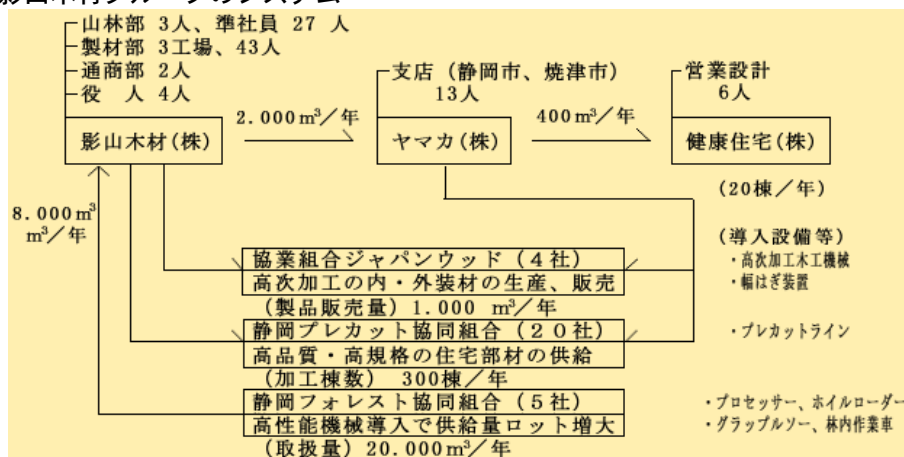 影山木材グループのシステム
山林部 3人、準社員 27 人
製材部 3工場、43人
通商部 2人
役 人 4人
支店（静岡市、焼津市）
13人
営業設計
6人
影山木材(株)
2.000m³／年
ヤマカ(株)
400m³／年
健康住宅(株)
(20棟／年)
8.000m³
m³／年
(導入設備等)
協業組合ジャパンウッド（４社）
・高次加工木工機械
高次加工の内・外装材の生産、販売
・幅はぎ装置
(製品販売量) 1.000 m³／年
静岡プレカット協同組合（２０社）
・プレカットライン
高品質・高規格の住宅部材の供給
(加工棟数) 300棟／年
静岡フォレスト協同組合（５社）
・プロセッサー、ホイルローダー
高性能機械導入で供給量ロット増大
・グラップルソー、林内作業車
(取扱量) 20.000m³／年